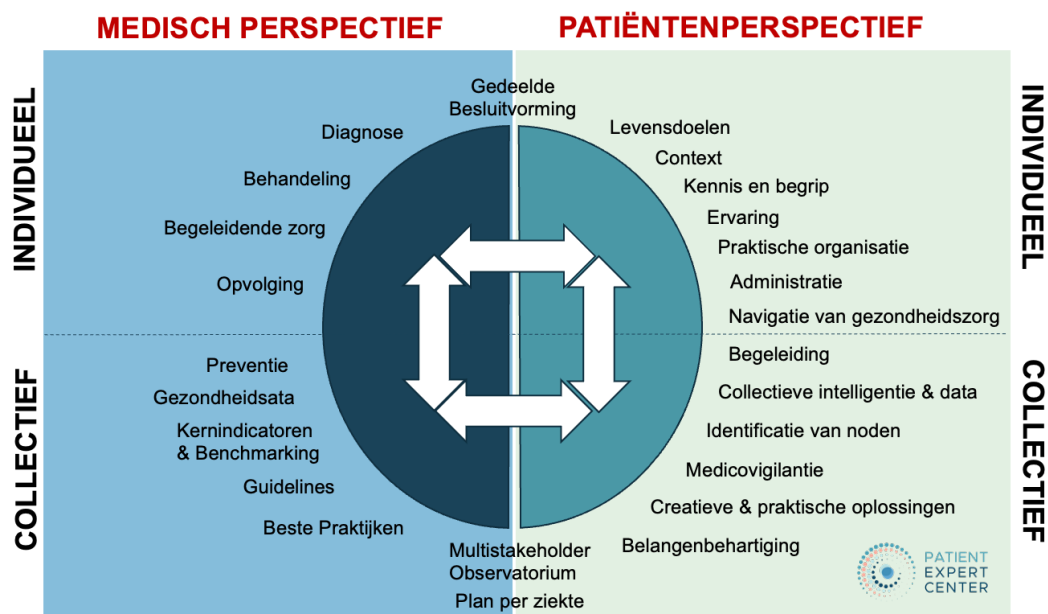 MEDISCH PERSPECTIEF
PATIËNTENPERSPECTIEF
INDIVIDUEEL
Gedeelde
Besluitvorming
Diagnose
Behandeling
Begeleidende zorg
Opvolging
Levensdoelen
Context
Kennis en begrip
Ervaring
Praktische organisatie
Administratie
Navigatie van gezondheidszorg
INDIVIDUEEL
COLLECTIEF
Preventie
Gezondheidsata
Kernindicatoren
& Benchmarking
Guidelines
Beste Praktijken
Multistakeholder
Observatorium
Plan per ziekte
Begeleiding
Collectieve intelligentie & data
Identificatie van noden
Medicovigilantie
Creatieve & praktische oplossingen
Belangenbehartiging
COLLECTIEF
PATIENT
EXPERT
CENTER